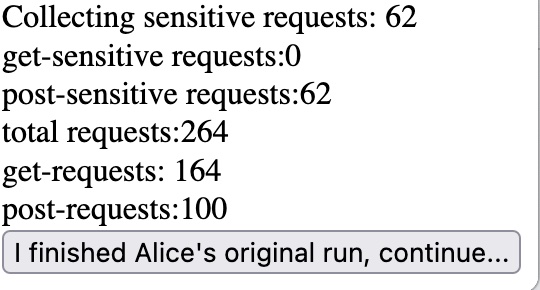 Collecting sensitive requests: 62
get-sensitive requests:0
post-sensitive requests:62
total requests:264
get-requests: 164
post-requests:100
I finished Alice's original run, continue...